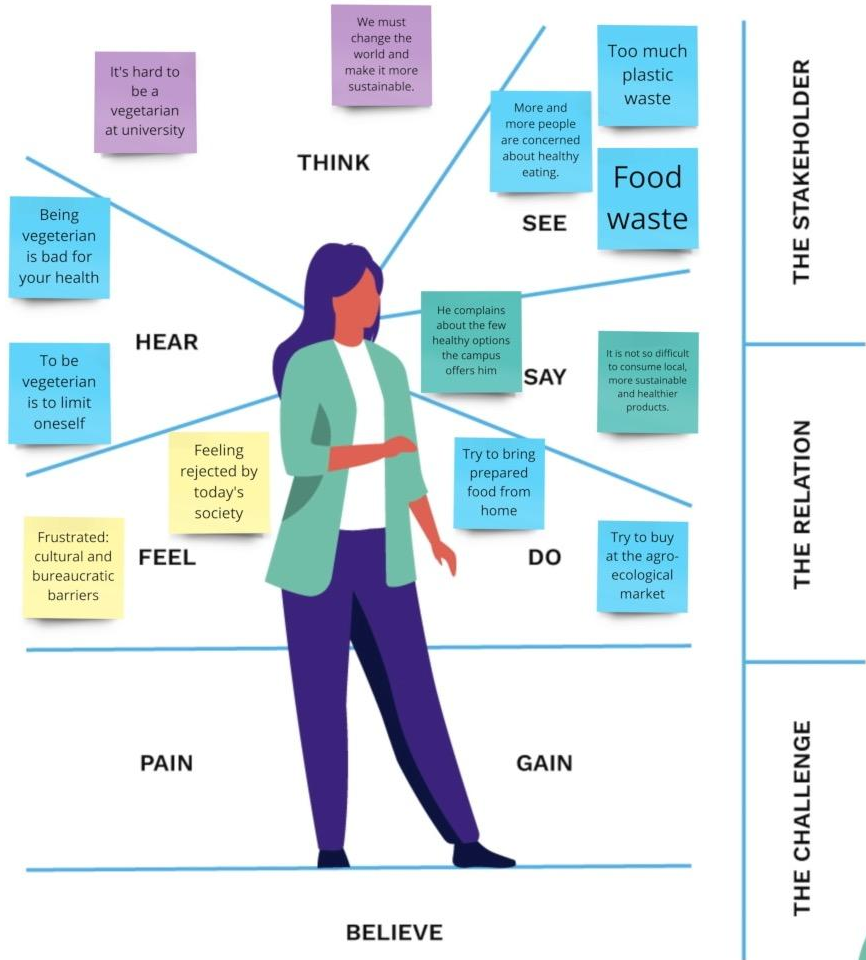 We must
change the
world and
make it more
sustainable.
It's hard to
be a
vegetarian
at university
THINK
Too much
plastic
waste
More and
more people
are concerned
about healthy
eating.
Food
waste
SEE
Being
vegeterian
is bad for
your health
HEAR
To be
vegeterian
is to limit
oneself
He complains
about the few
healthy options
the campus
offers him
SAY
It is not so difficult
to consume local,
more sustainable
and healthier
products.
Feeling
rejected by
today's
society
Frustrated:
cultural and
bureaucratic
barriers
FEEL
Try to bring
prepared
food from
home
DO
Try to buy
at the agro-
ecological
market
PAIN
GAIN
BELIEVE
THE STAKEHOLDER
THE RELATION
THE CHALLENGE